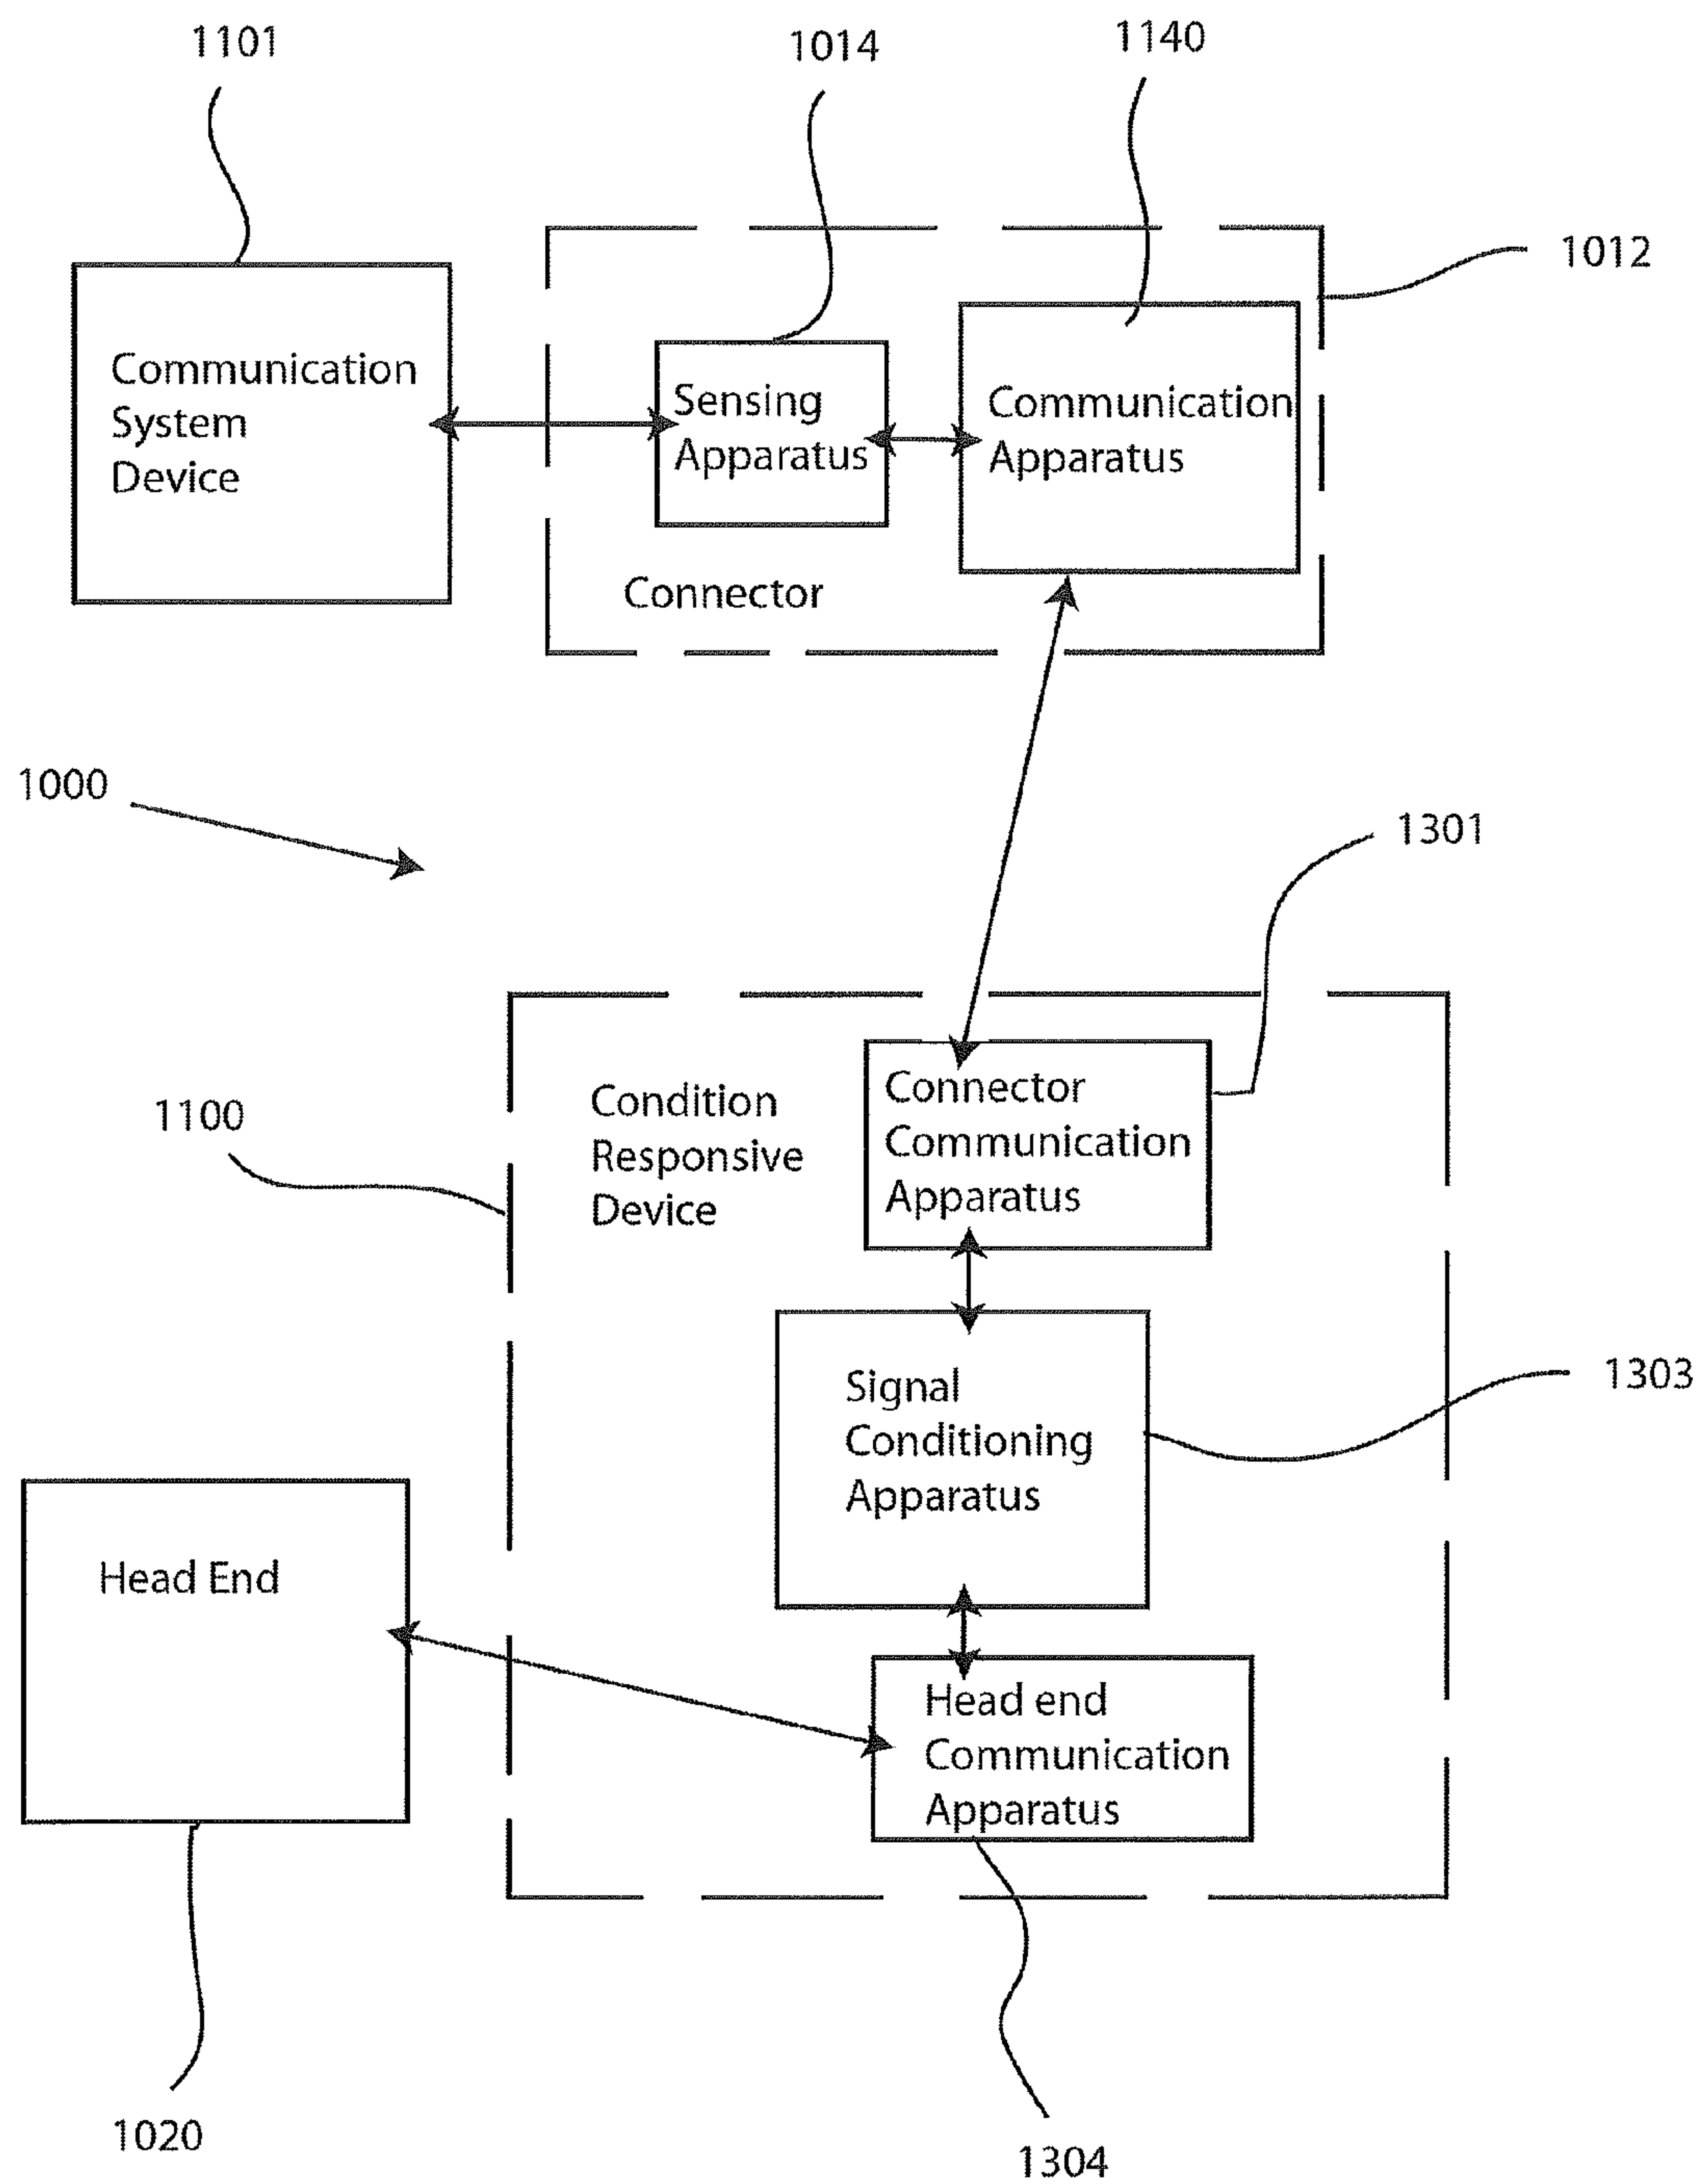 1101
1014
1140
1012
Communication
System
Device
Sensing
Apparatus
Communication
Apparatus
Connector
1000
1301
1100
Condition
Responsive
Device
Connector
Communication
Apparatus
Signal
Conditioning
Apparatus
1303
Head End
Head end
Communication
Apparatus
1020
1304